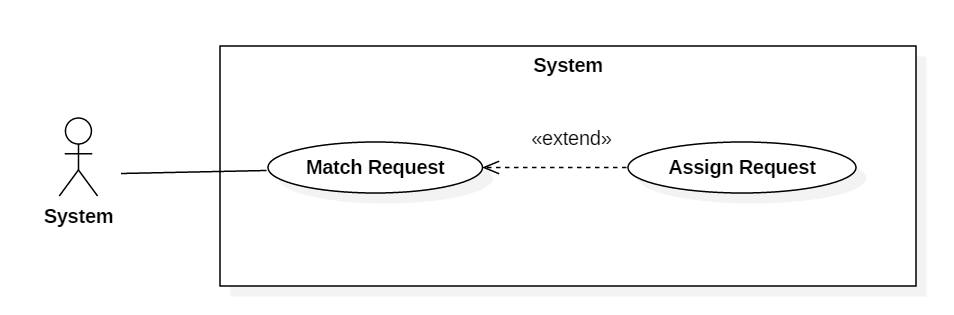 System
«extend»
Match Request
Assign Request
System